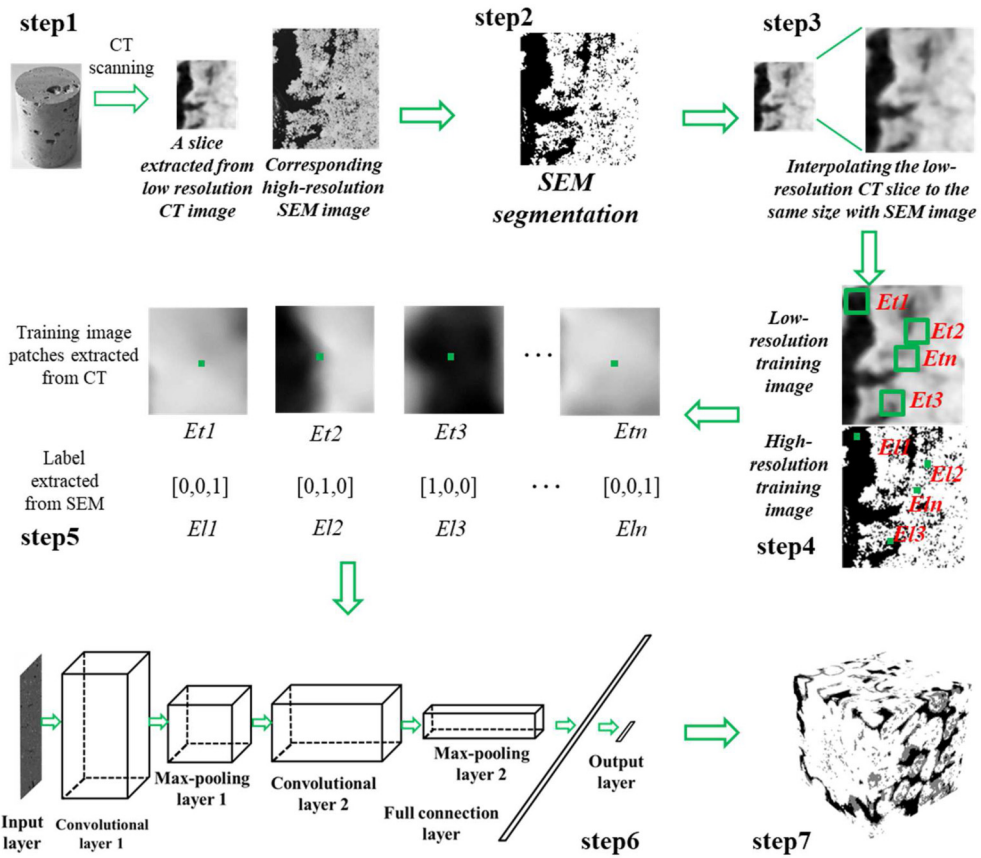 step1
CT
scanning
A slice
extracted from
low resolution
CT image
Corresponding
high-resolution
SEM image
step2
SEM
segmentation
step3
Interpolating the low-
resolution CT slice to the
same size with SEM image
Low-
resolution
training
image
Et1
Et2
Etn
Et3
High-
resolution
training
image
El1
El2
Eln
El3
step4
Training image
patches extracted
from CT
...
Et1
Et2
Et3
Etn
Label
extracted
from SEM
[0,0,1]
[0,1,0]
[1,0,0]
...
[0,0,1]
El1
El2
El3
Eln
step5
Input
layer
Convolutional
layer 1
Max-pooling
layer 1
Convolutional
layer 2
Max-pooling
layer 2
Full connection
layer
Output
layer
step6
step7